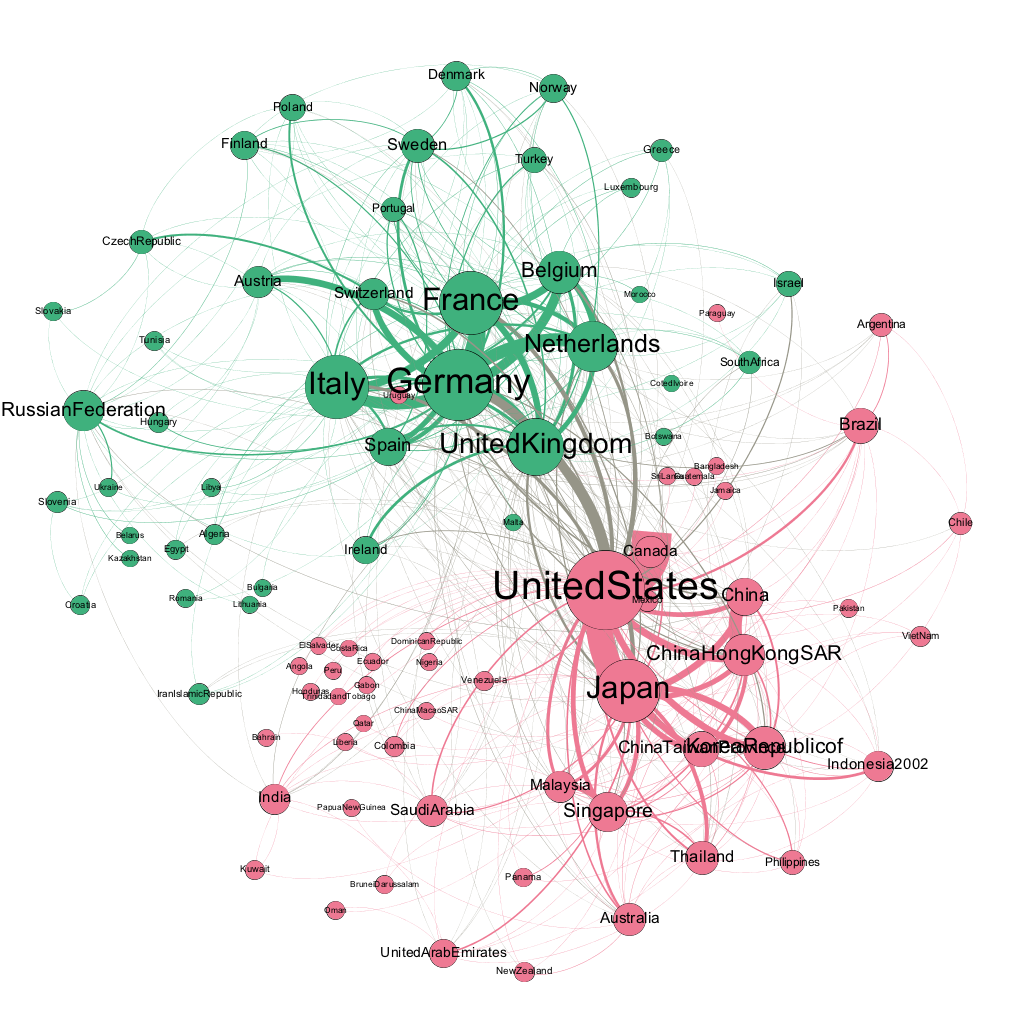 Denmark
Norway
Poland
Finland
Sweden
Greece
Turkey
Luxembourg
Portugal
CzechRepublic
Belgium
Austria
Switzerland
Israel
Morocco
France
Slovakia
Paraguay
Argentina
Tunisia
Netherlands
SouthAfrica
Italy
Germany
CotedIvoire
Uruguay
RussianFederation
Hungary
Brazil
Botswana
Spain
UnitedKingdom
Bangladesh
SriLanka
Guatemala
Ukraine
Libya
Jamaica
Slovenia
Malta
Chile
Belarus
Algeria
Egypt
Ireland
Canada
Kazakhstan
UnitedStates
Bulgaria
Romania
Lithuania
Mexico
China
Croatia
Pakistan
VietNam
DominicanRepublic
ElSalvador
CostaRica
ChinaHongKongSAR
Ecuador
Nigeria
Angola
Peru
Venezuela
Gabon
Japan
IranIslamicRepublic
Honduras
TrinidadandTobago
ChinaMacaoSAR
Qatar
Bahrain
Liberia
Colombia
ChinaTaiwanProvince
KoreaRepublicof
Indonesia2002
Malaysia
India
PapuaNewGuinea
SaudiArabia
Singapore
Thailand
Philippines
Kuwait
Panama
BruneiDarussalam
Oman
Australia
UnitedArabEmirates
NewZealand